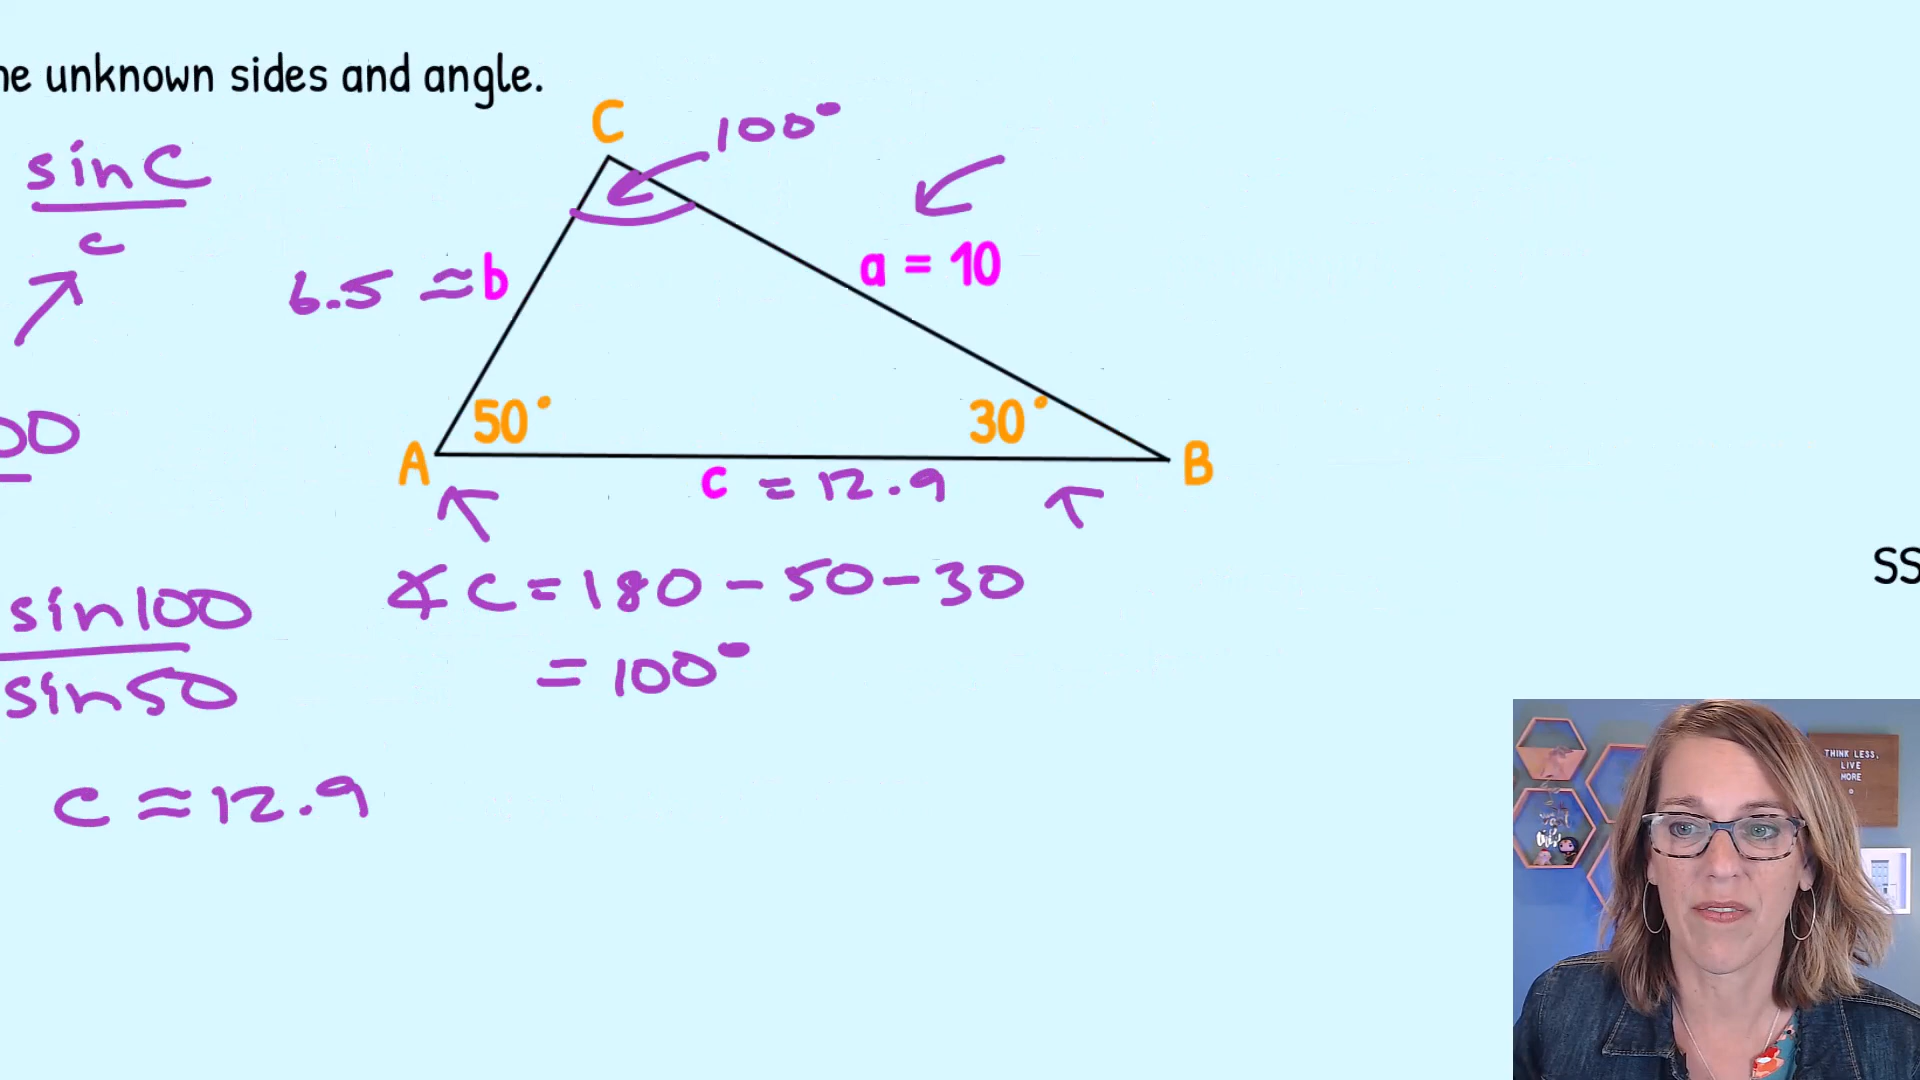 he unknown sides and angle.
C
100°
sinC
c
6.5 ≈ b
a = 10
50°
30°
00
A
B
c = 12.9
∡ C = 180 - 50 - 30
= 100°
sin100
sin50
c ≈ 12.9
SS
THINK LESS,
LIVE
MORE